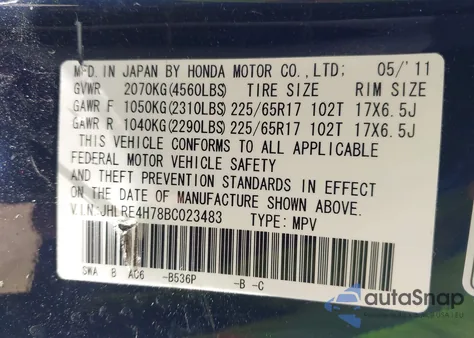 MFD. IN JAPAN BY HONDA MOTOR CO., LTD; 05/'11
GVWR 2070KG(4560LBS) TIRE SIZE RIM SIZE
GAWR F 1050KG(2310LBS) 225/65R17 102T 17X6.5J
GAWR R 1040KG(2290LBS) 225/65R17 102T 17X6.5J
THIS VEHICLE CONFORMS TO ALL APPLICABLE
FEDERAL MOTOR VEHICLE SAFETY
AND THEFT PREVENTION STANDARDS IN EFFECT
ON THE DATE OF MANUFACTURE SHOWN ABOVE.
V.I.N:JHLRE4H78BC023483 TYPE: MPV
SWA B AC6 -B536P -B -C
autoSnap